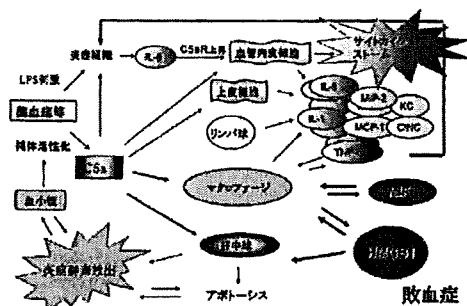 炎症組織
IL-6
C5aR上昇
血管内皮細胞
サイトカイン
ストーム
LPS刺激
敗血症等
上皮細胞
IL-6
MIP-2
KC
IL-1
MCP-1
CINC
リンパ球
TNF
補体活性化
C5a
マクロファージ
血小板
好中球
HMGB1
アポトーシス
敗血症